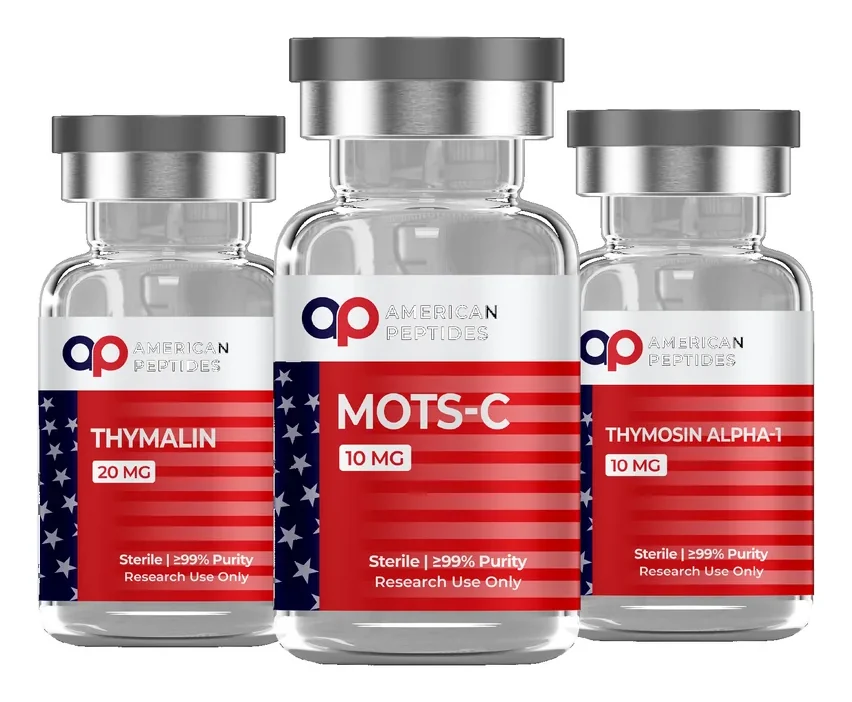 ap AMERICAN
PEPTIDES
THYMALIN
20 MG
Sterile | ≥99% Purity
Research Use Only
ap AMERICAN
PEPTIDES
MOTS-C
10 MG
Sterile | ≥99% Purity
Research Use Only
ap AMERICAN
PEPTIDES
THYMOSIN ALPHA-1
10 MG
Sterile | ≥99% Purity
Research Use Only